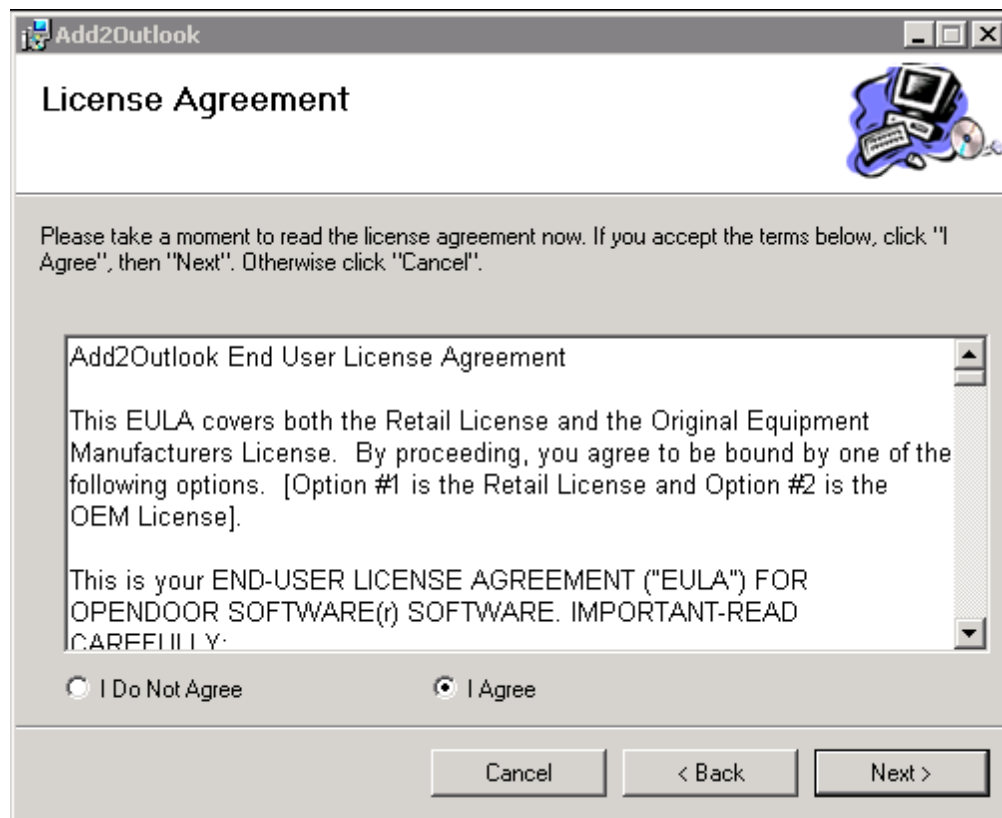 Add2Outlook
License Agreement
Please take a moment to read the license agreement now. If you accept the terms below, click "I
Agree", then "Next". Otherwise click "Cancel".
Add2Outlook End User License Agreement
This EULA covers both the Retail License and the Original Equipment
Manufacturers License.  By proceeding, you agree to be bound by one of the
following options.  [Option #1 is the Retail License and Option #2 is the
OEM License].
This is your END-USER LICENSE AGREEMENT ("EULA") FOR
OPENDOOR SOFTWARE(r) SOFTWARE. IMPORTANT-READ
CAREFULLY:
I Do Not Agree
I Agree
Cancel
< Back
Next >